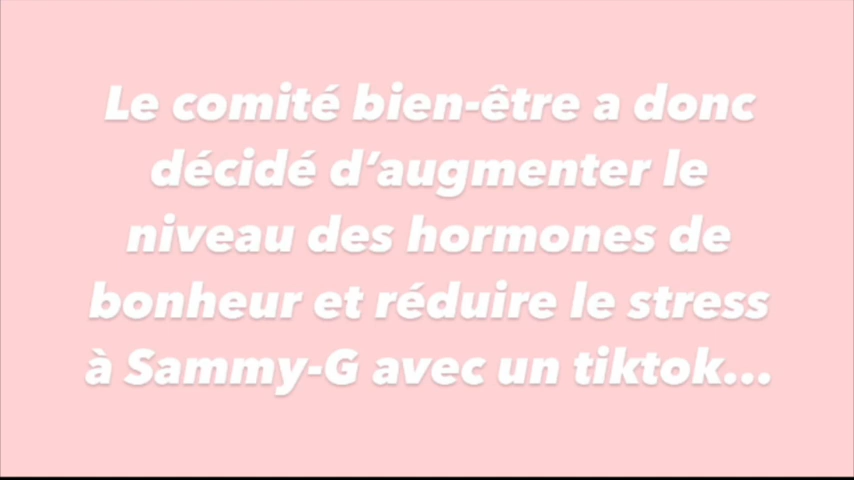 Le comité bien-être a donc
décidé d’augmenter le
niveau des hormones de
bonheur et réduire le stress
à Sammy-G avec un tiktok...